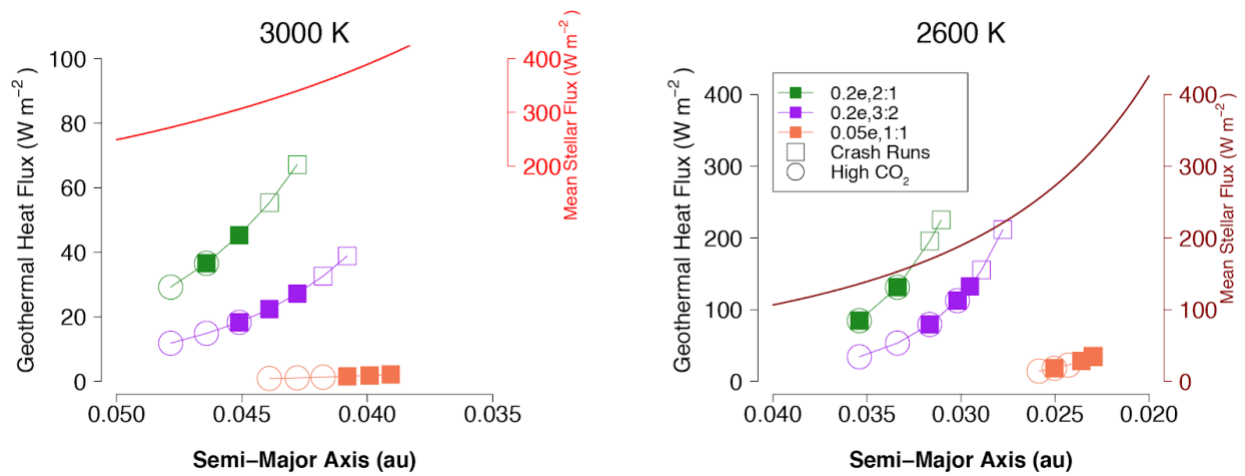 3000 K
Geothermal Heat Flux (W m⁻² )
100
80
60
40
20
0
0.050
0.045
0.040
0.035
Semi−Major Axis (au)
400
300
200
Mean Stellar Flux (W m⁻² )
2600 K
Geothermal Heat Flux (W m⁻² )
400
300
200
100
0
0.2e,2:1
0.2e,3:2
0.05e,1:1
Crash Runs
High CO₂
0.040
0.035
0.030
0.025
0.020
Semi−Major Axis (au)
400
300
200
100
0
Mean Stellar Flux (W m⁻² )